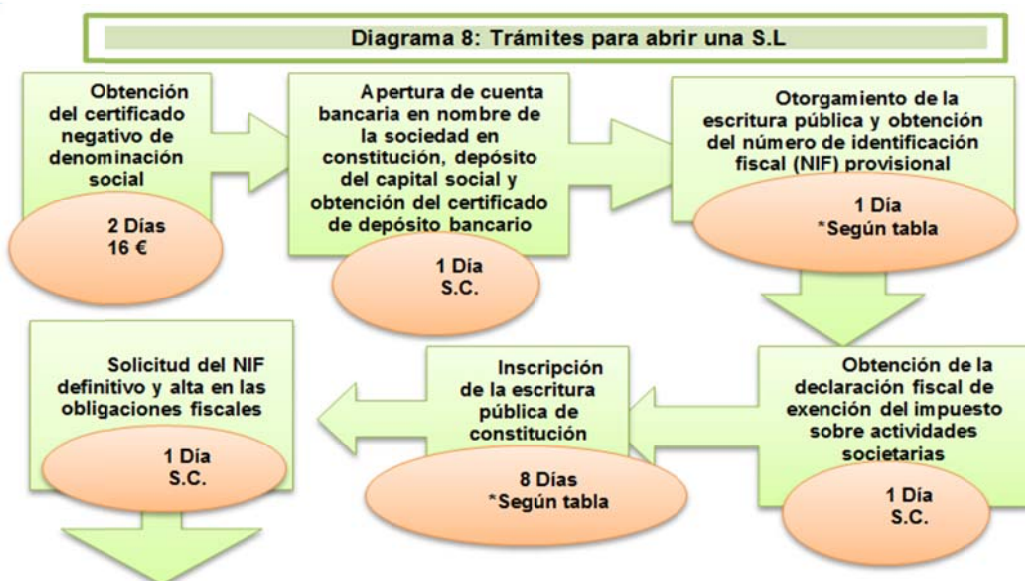 Diagrama 8: Trámites para abrir una S.L
Obtención
del certificado
negativo de
denominación
social
2 Días
16 €
Apertura de cuenta
bancaria en nombre de
la sociedad en
constitución, depósito
del capital social y
obtención del certificado
de depósito bancario
1 Día
S.C.
Otorgamiento de la
escritura pública y obtención
del número de identificación
fiscal (NIF) provisional
1 Día
*Según tabla
Obtención de la
declaración fiscal de
exención del impuesto
sobre actividades
societarias
1 Día
S.C.
Inscripción
de la escritura
pública de
constitución
8 Días
*Según tabla
Solicitud del NIF
definitivo y alta en las
obligaciones fiscales
1 Día
S.C.